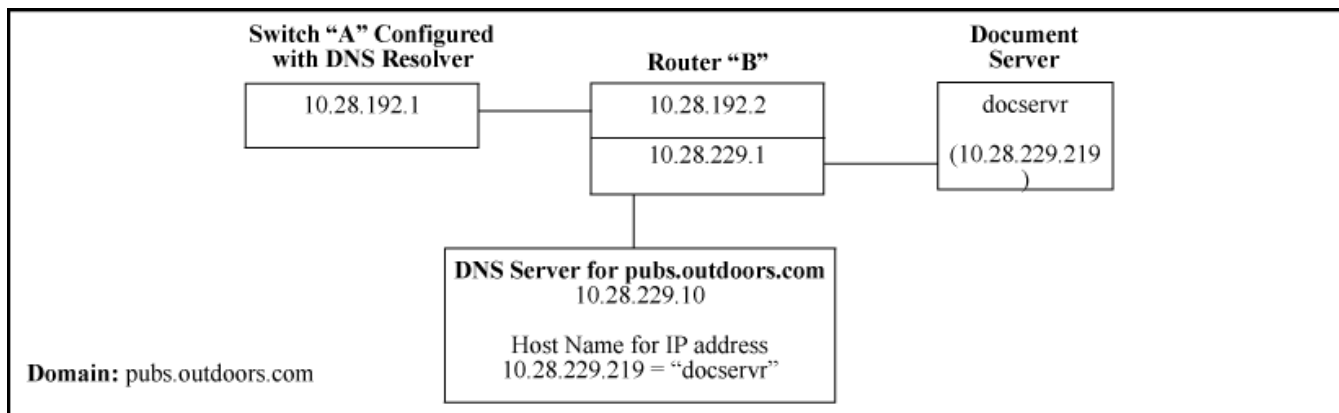 Switch “A” Configured
with DNS Resolver
10.28.192.1
Router “B”
10.28.192.2
10.28.229.1
Document
Server
docservr
(10.28.229.219
)
DNS Server for pubs.outdoors.com
10.28.229.10
Host Name for IP address
10.28.229.219 = “docservr”
Domain: pubs.outdoors.com